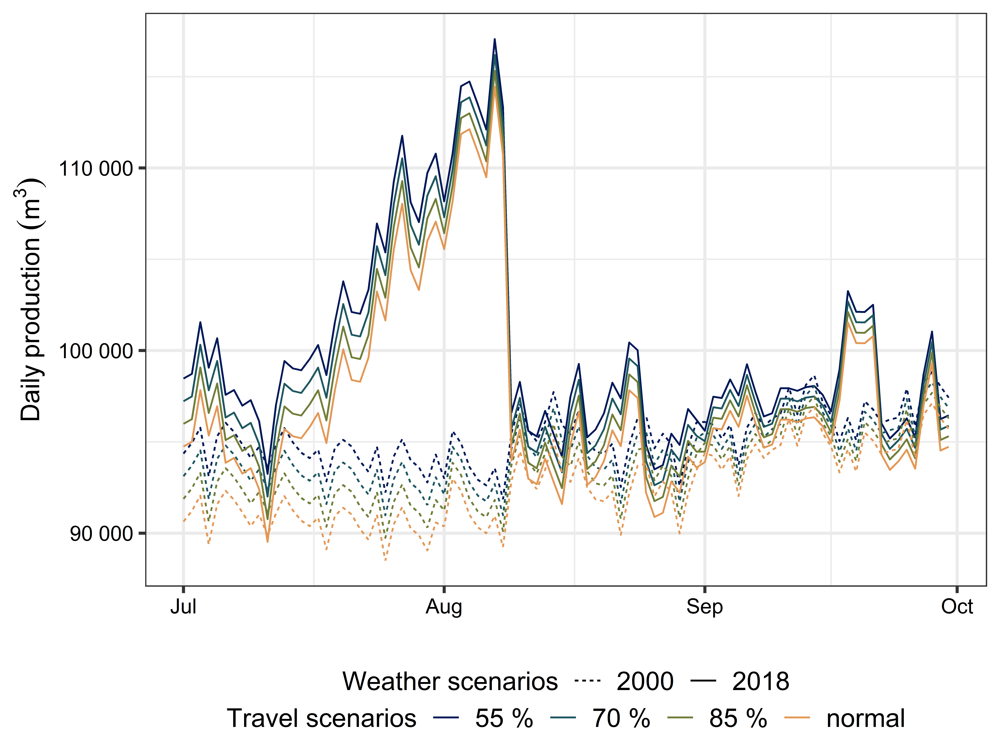 Daily production (m³)
110 000
100 000
90 000
Jul Aug Sep Oct
Weather scenarios 2000 2018
Travel scenarios 55 % 70 % 85 % normal